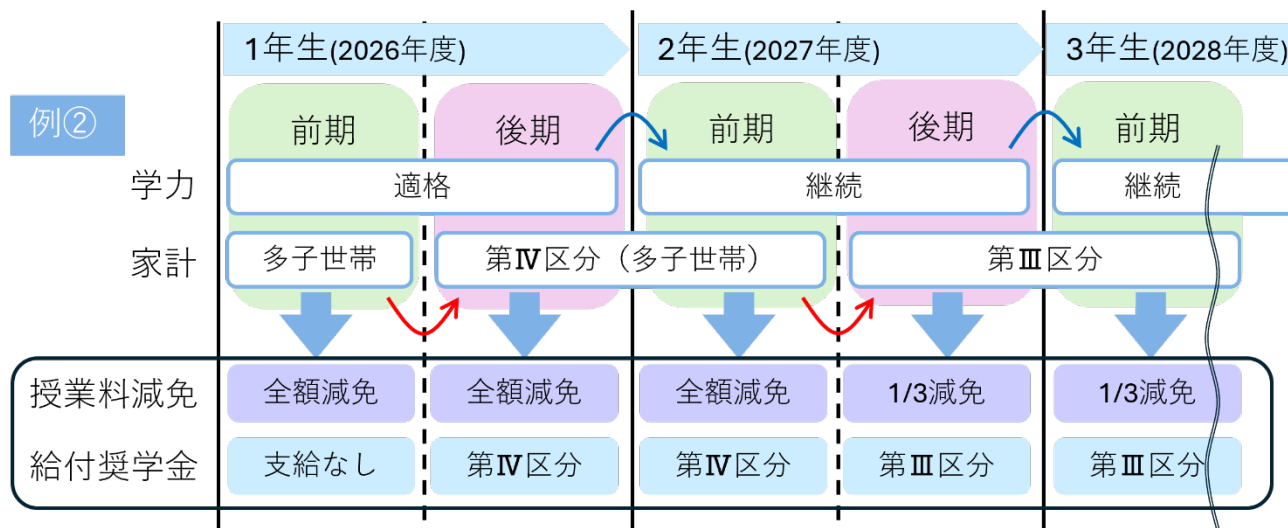 1年生(2026年度) 2年生(2027年度) 3年生(2028年度)
例②
前期 後期 前期 後期 前期
学力 適格 継続 継続
家計 多子世帯 第Ⅳ区分（多子世帯） 第Ⅲ区分
授業料減免 全額減免 全額減免 全額減免 1/3減免 1/3減免
給付奨学金 支給なし 第Ⅳ区分 第Ⅳ区分 第Ⅲ区分 第Ⅲ区分